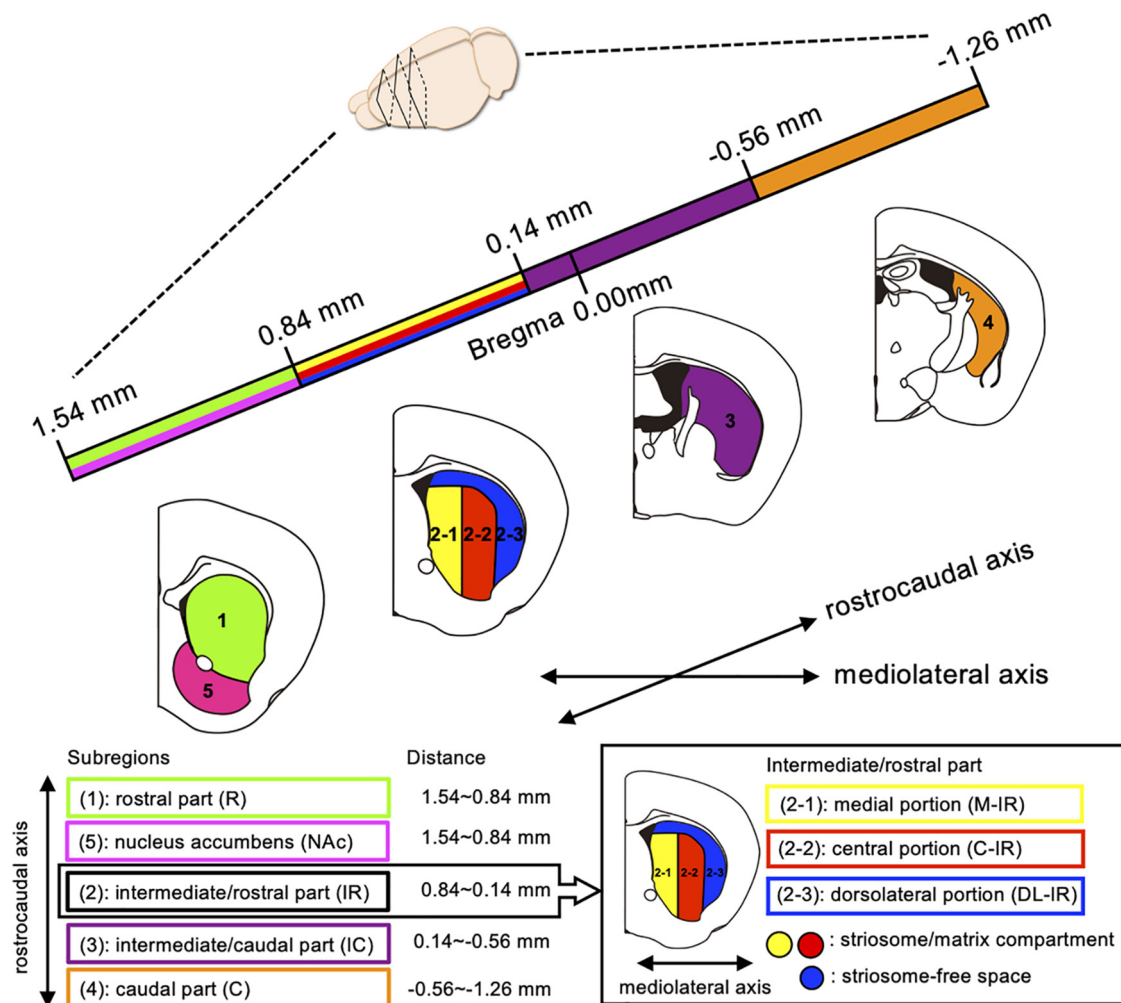 -1.26 mm
-0.56 mm
0.14 mm
Bregma 0.00mm
0.84 mm
1.54 mm
4
3
2-1 2-2 2-3
1
5
rostrocaudal axis
mediolateral axis
Subregions Distance
(1): rostral part (R) 1.54~0.84 mm
(5): nucleus accumbens (NAc) 1.54~0.84 mm
(2): intermediate/rostral part (IR) 0.84~0.14 mm
(3): intermediate/caudal part (IC) 0.14~-0.56 mm
(4): caudal part (C) -0.56~-1.26 mm
rostrocaudal axis
Intermediate/rostral part
(2-1): medial portion (M-IR)
(2-2): central portion (C-IR)
(2-3): dorsolateral portion (DL-IR)
: striosome/matrix compartment
: striosome-free space
2-1 2-2 2-3
mediolateral axis